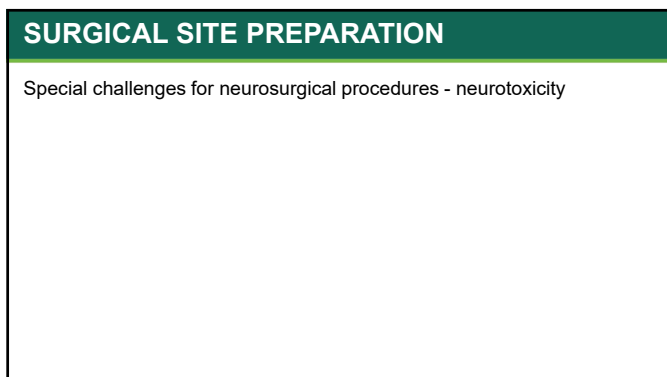 SURGICAL SITE PREPARATION
Special challenges for neurosurgical procedures - neurotoxicity